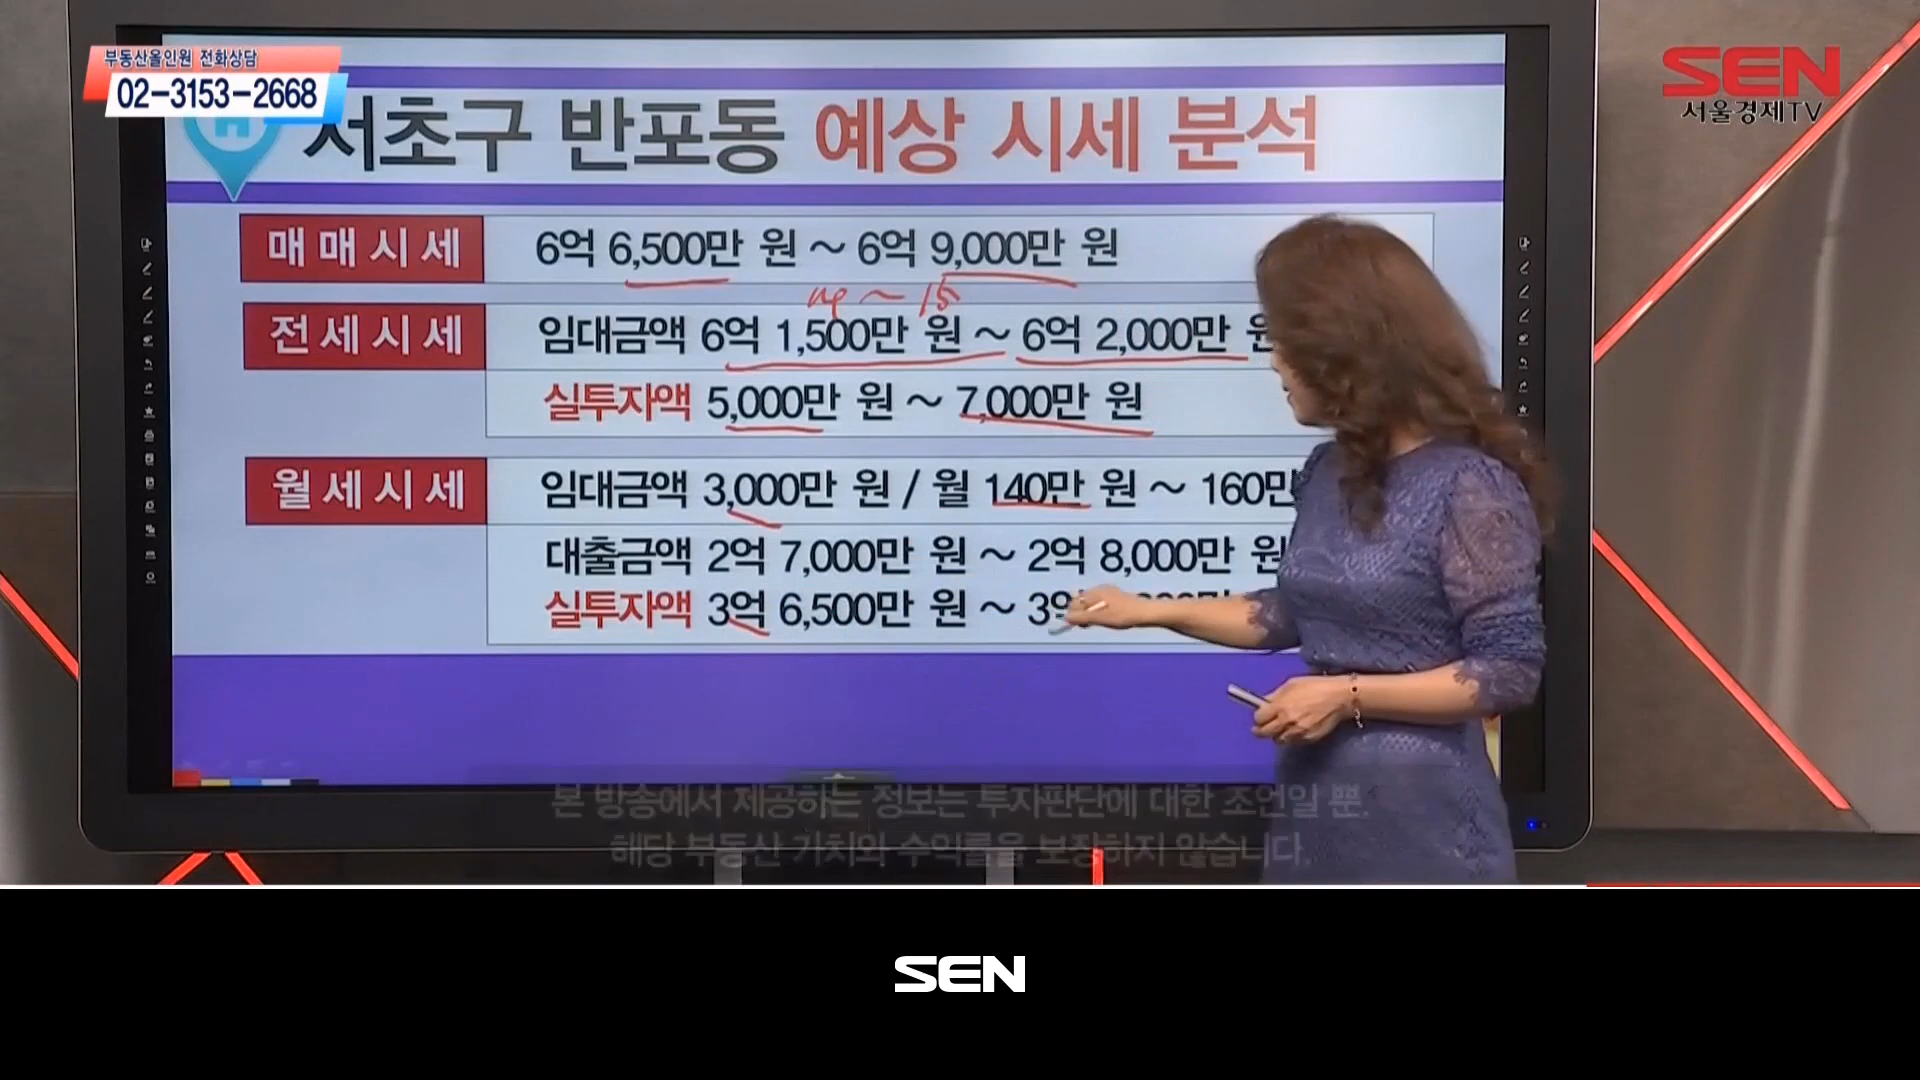 부동산올인원 전화상담
02-3153-2668
SEN
서울경제TV
서초구 반포동 예상 시세 분석
매매시세 6억 6,500만 원 ~ 6억 9,000만 원
전세시세 임대금액 6억 1,500만 원 ~ 6억 2,000만 원
실투자액 5,000만 원 ~ 7,000만 원
월세시세 임대금액 3,000만 원 / 월 140만 원 ~ 160만
대출금액 2억 7,000만 원 ~ 2억 8,000만 원
실투자액 3억 6,500만 원 ~ 3억
본 방송에서 제공하는 정보는 투자판단에 대한 조언일 뿐,
해당 부동산 가치와 수익률을 보장하지 않습니다.
SEN